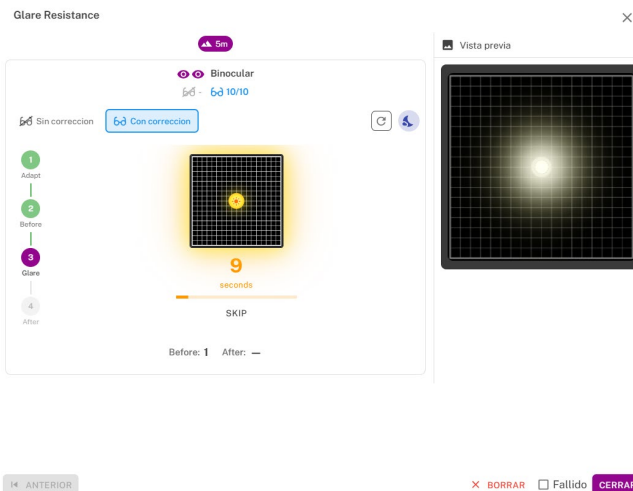 Glare Resistance
5m
Vista previa
Binocular
- 10/10
Sin correccion
Con correccion
1
Adapt
2
Before
3
Glare
4
After
9
seconds
SKIP
Before: 1 After: —
ANTERIOR
BORRAR
Fallido
CERRAR